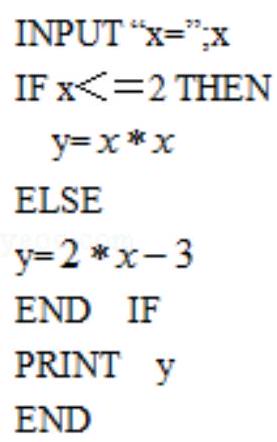 INPUT “x=”;x
IF x<=2 THEN
y=x*x
ELSE
y=2*x−3
END IF
PRINT y
END